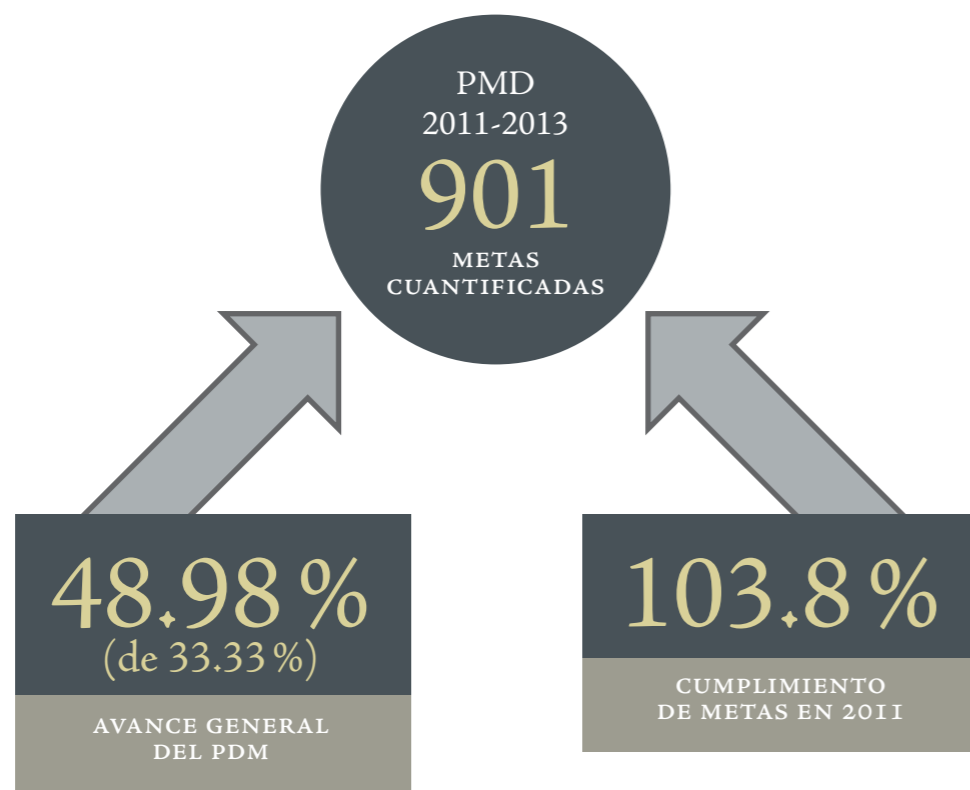 PMD
2011-2013
901
METAS
CUANTIFICADAS
48.98 %
(de 33.33 %)
AVANCE GENERAL
DEL PDM
103.8 %
CUMPLIMIENTO
DE METAS EN 2011